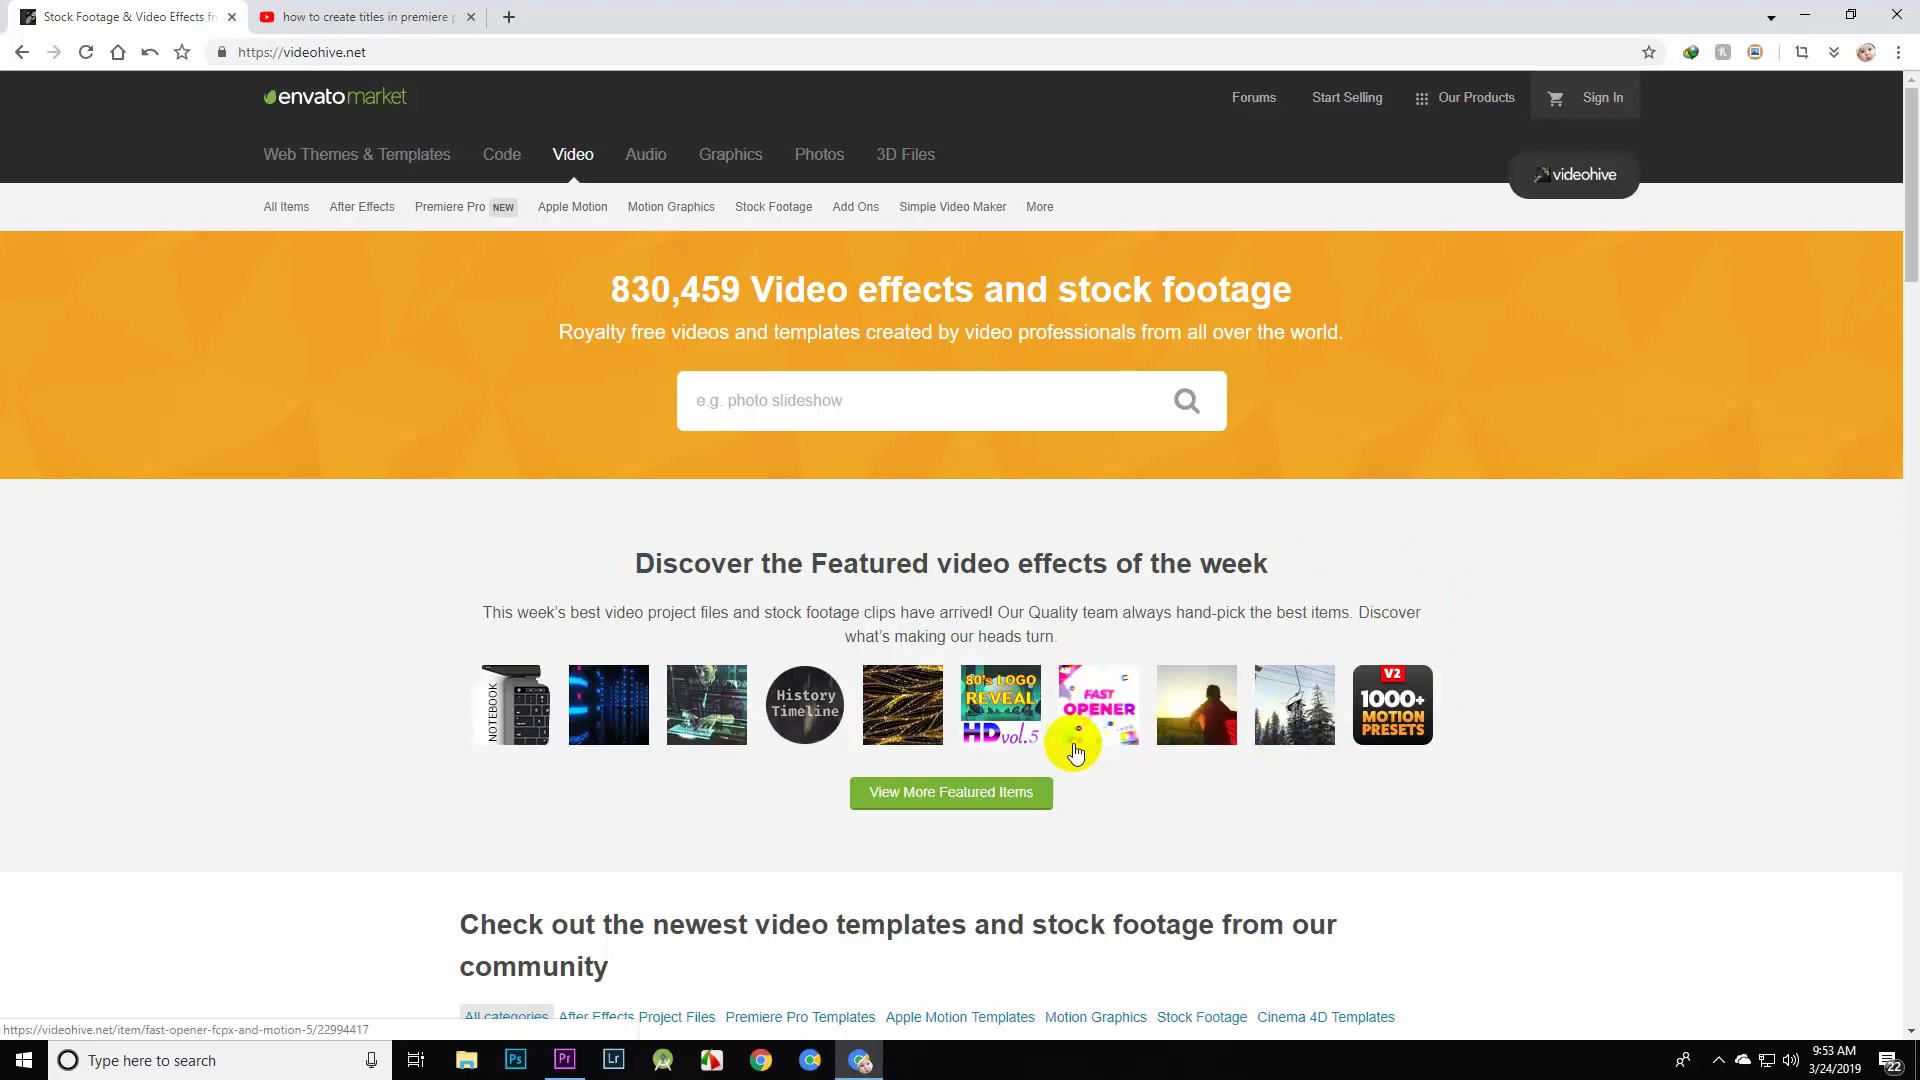 Stock Footage & Video Effects fr
how to create titles in premiere p
https://videohive.net
envatomarket
Forums
Start Selling
Our Products
Sign In
Web Themes & Templates
Code
Video
Audio
Graphics
Photos
3D Files
videohive
All Items
After Effects
Premiere Pro NEW
Apple Motion
Motion Graphics
Stock Footage
Add Ons
Simple Video Maker
More
830,459 Video effects and stock footage
Royalty free videos and templates created by video professionals from all over the world.
e.g. photo slideshow
Discover the Featured video effects of the week
This week's best video project files and stock footage clips have arrived! Our Quality team always hand-pick the best items. Discover
what's making our heads turn.
NOTEBOOK
History
Timeline
80's LOGO
REVEAL
HD vol.5
FAST
OPENER
V2
1000+
MOTION
PRESETS
View More Featured Items
Check out the newest video templates and stock footage from our
community
All categories
After Effects Project Files
Premiere Pro Templates
Apple Motion Templates
Motion Graphics
Stock Footage
Cinema 4D Templates
https://videohive.net/item/fast-opener-fcpx-and-motion-5/22994417
Type here to search
Ps
Pr
Lr
9:53 AM
3/24/2019
22